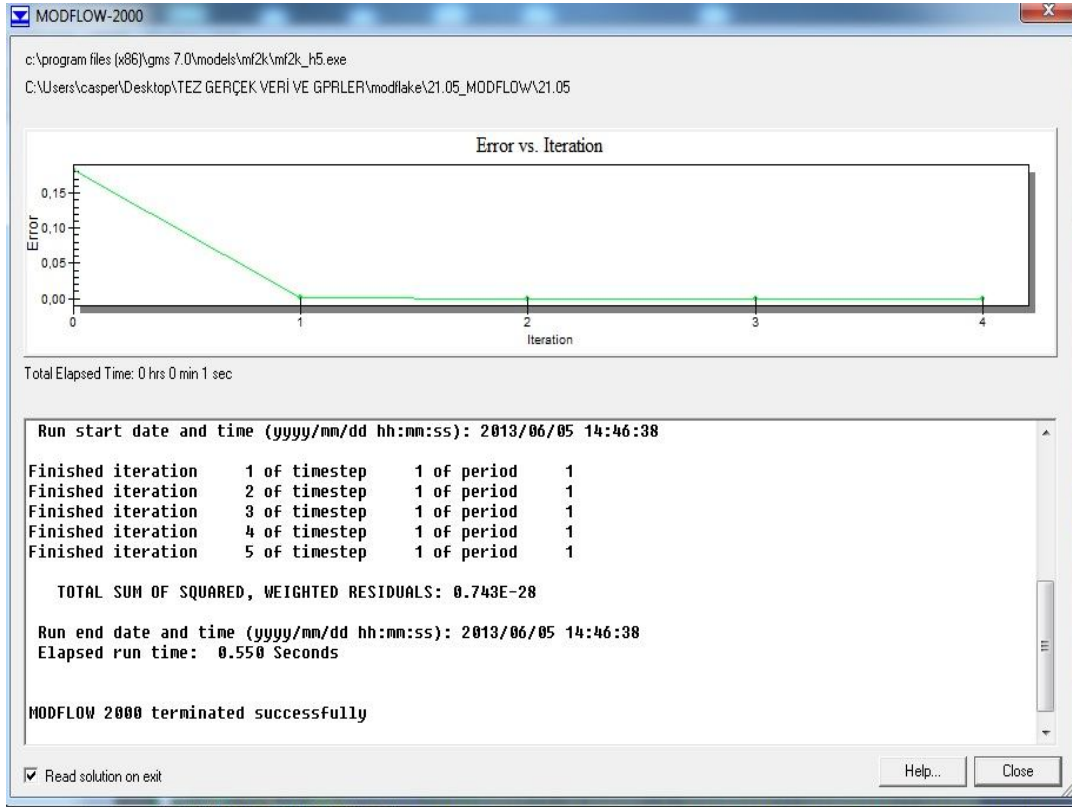 MODFLOW-2000
X
c:\program files (x86)\gms 7.0\models\mf2k\mf2k_h5.exe
C:\Users\casper\Desktop\TEZ GERÇEK VERİ VE GPRLER\modflake\21.05_MODFLOW\21.05
Error vs. Iteration
0,15
0,10
0,05
0,00
Error
0 1 2 3 4
Iteration
Total Elapsed Time: 0 hrs 0 min 1 sec
Run start date and time (yyyy/mm/dd hh:mm:ss): 2013/06/05 14:46:38
Finished iteration 1 of timestep 1 of period 1
Finished iteration 2 of timestep 1 of period 1
Finished iteration 3 of timestep 1 of period 1
Finished iteration 4 of timestep 1 of period 1
Finished iteration 5 of timestep 1 of period 1
TOTAL SUM OF SQUARED, WEIGHTED RESIDUALS: 0.743E-28
Run end date and time (yyyy/mm/dd hh:mm:ss): 2013/06/05 14:46:38
Elapsed run time: 0.550 Seconds
MODFLOW 2000 terminated successfully
Read solution on exit
Help... Close